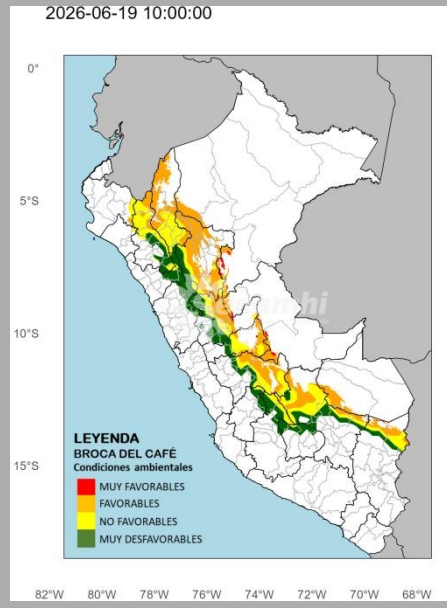 2026-06-19 10:00:00
0°
5°S
10°S
15°S
senamhi
LEYENDA
BROCA DEL CAFÉ
Condiciones ambientales
MUY FAVORABLES
FAVORABLES
NO FAVORABLES
MUY DESFAVORABLES
82°W 80°W 78°W 76°W 74°W 72°W 70°W 68°W